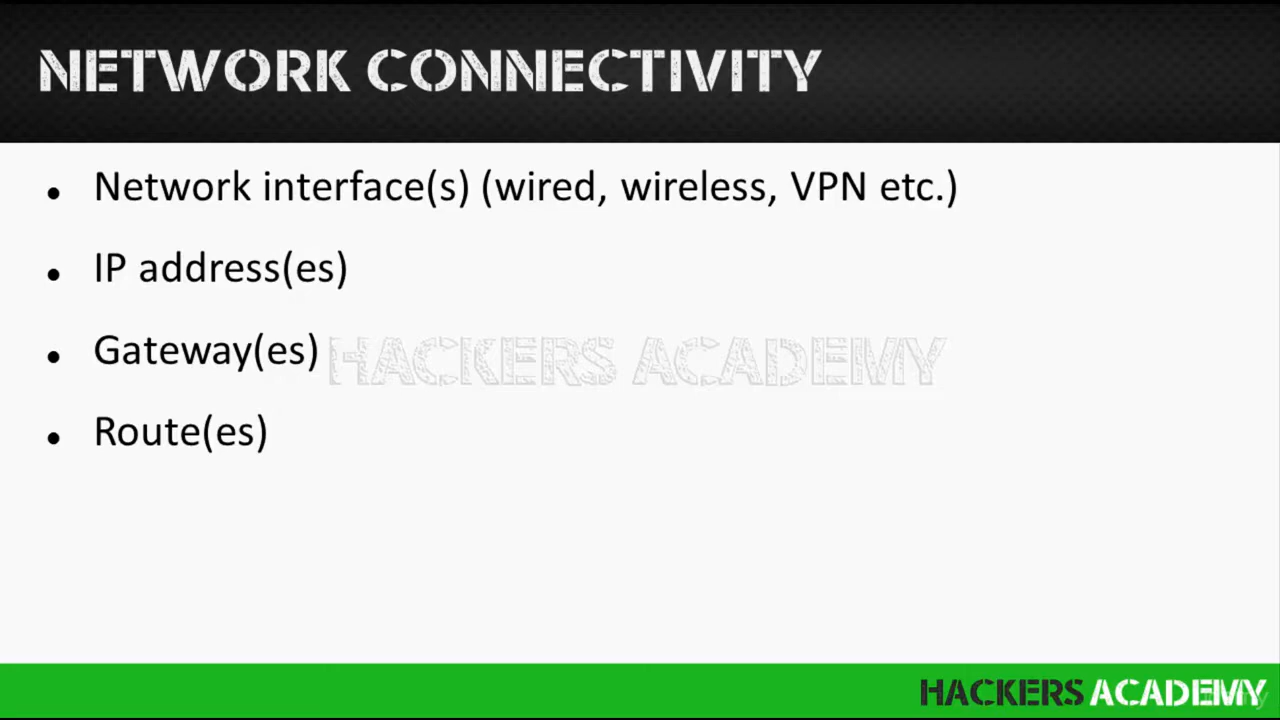 NETWORK CONNECTIVITY
• Network interface(s) (wired, wireless, VPN etc.)
• IP address(es)
• Gateway(es)
HACKERS ACADEMY
• Route(es)
HACKERS ACADEMY